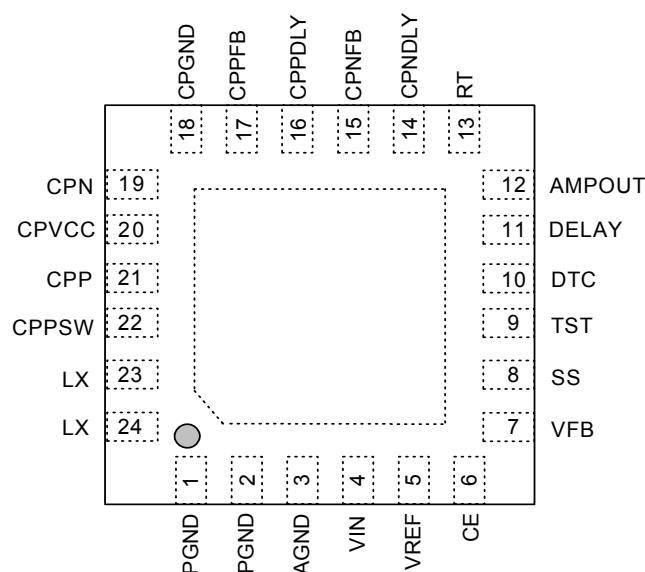 CPGND
CPPFB
CPPDLY
CPNFB
CPNDLY
RT
18
17
16
15
14
13
CPN 19
12 AMPOUT
CPVCC 20
11 DELAY
CPP 21
10 DTC
CPPSW 22
9 TST
LX 23
8 SS
LX 24
7 VFB
1
2
3
4
5
6
PGND
PGND
AGND
VIN
VREF
CE